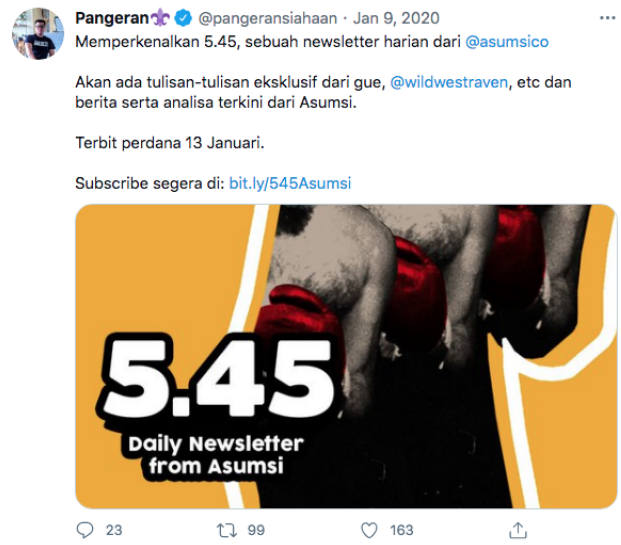 Pangeran @pangeransiahaan · Jan 9, 2020
Memperkenalkan 5.45, sebuah newsletter harian dari @asumsico
Akan ada tulisan-tulisan eksklusif dari gue, @wildwestraven, etc dan
berita serta analisa terkini dari Asumsi.
Terbit perdana 13 Januari.
Subscribe segera di: bit.ly/545Asumsi
5.45
Daily Newsletter
from Asumsi
23 99 163